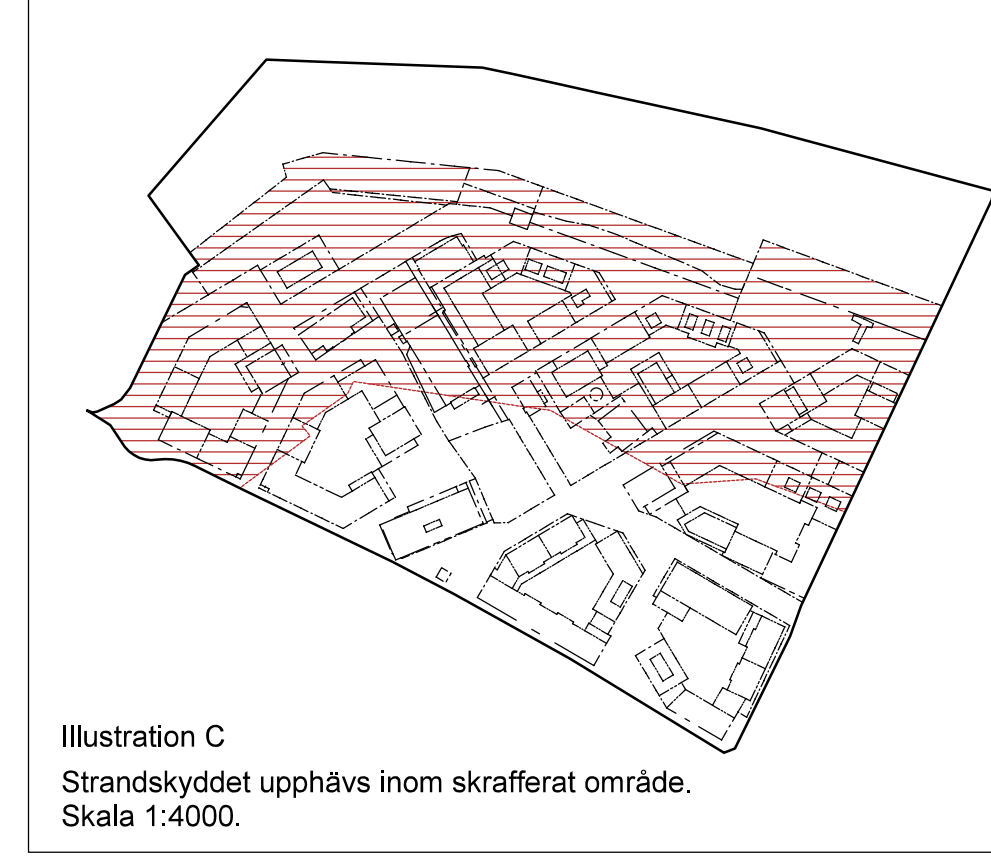 Illustration C
Strandskyddet upphävs inom skrafferat område.
Skala 1:4000.